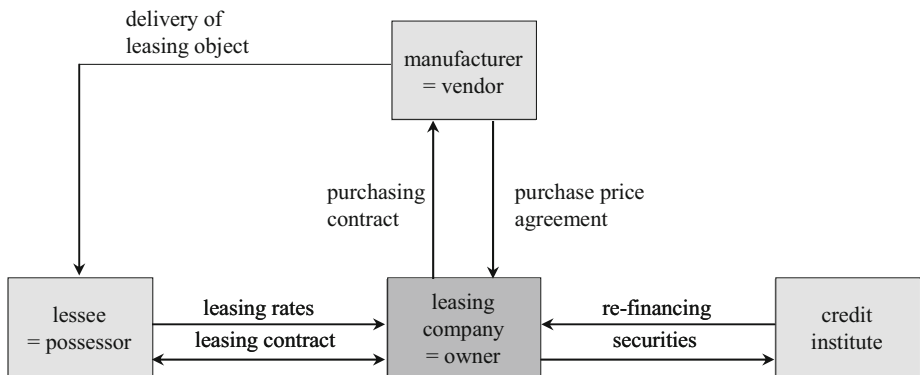 delivery of
leasing object
manufacturer
= vendor
purchasing
contract
purchase price
agreement
lessee
= possessor
leasing rates
leasing contract
leasing
company
= owner
re-financing
securities
credit
institute